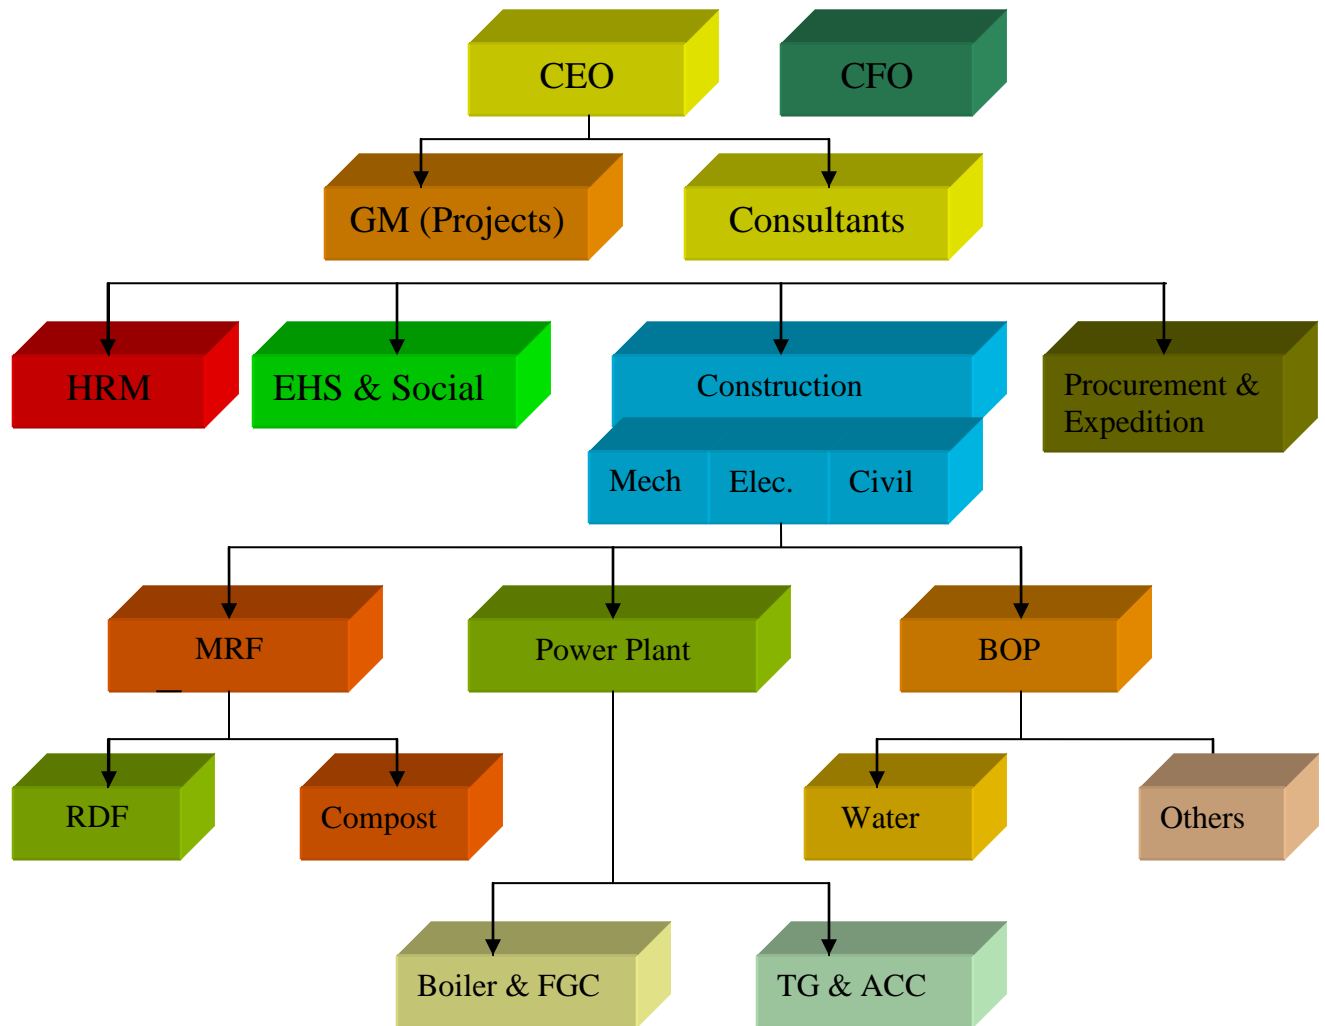 CEO
CFO
GM (Projects)
Consultants
HRM
EHS & Social
Construction
Procurement &
Expedition
Mech
Elec.
Civil
MRF
Power Plant
BOP
RDF
Compost
Water
Others
Boiler & FGC
TG & ACC